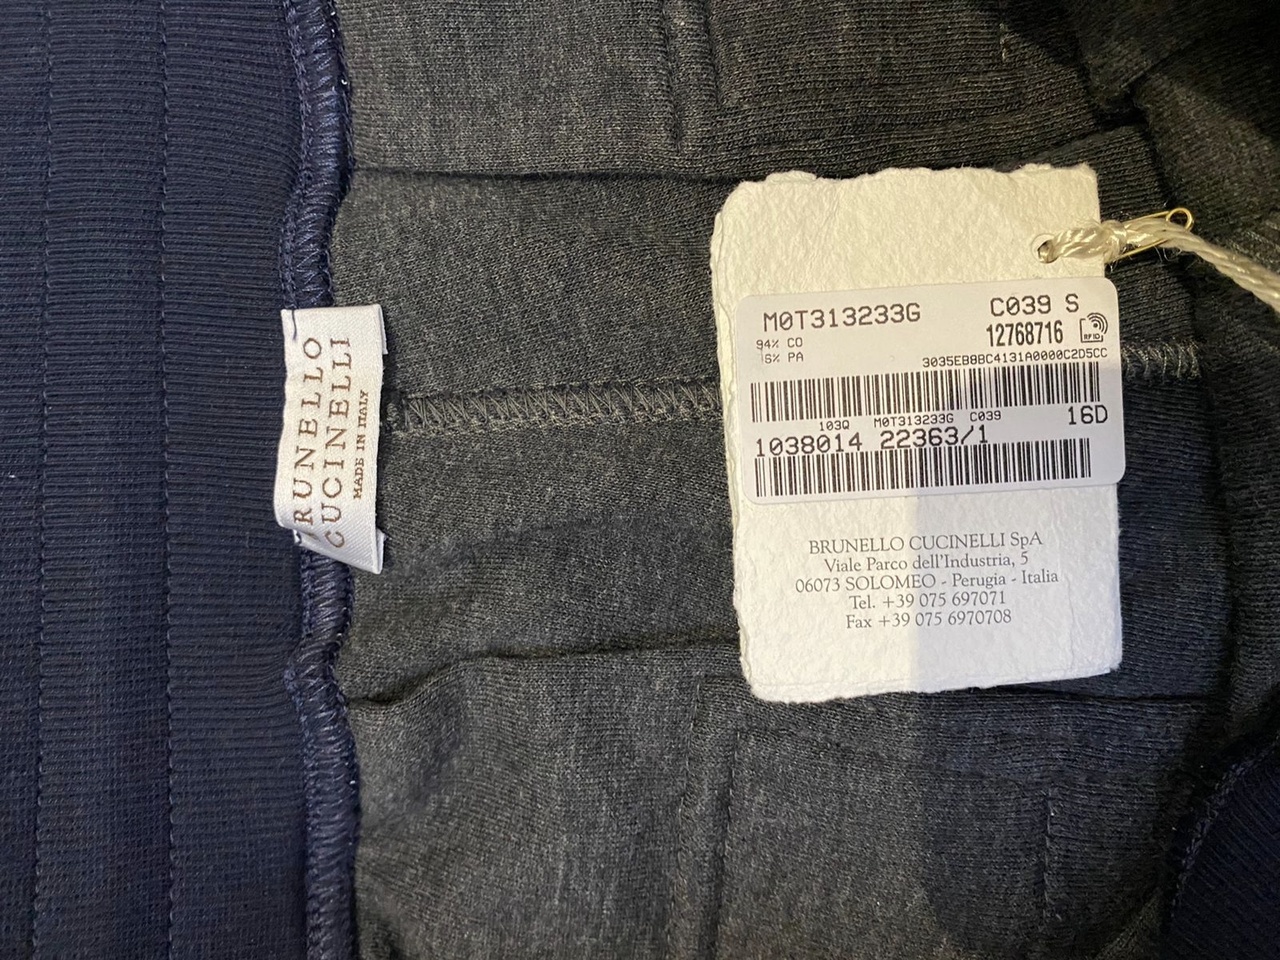 BRUNELLO
CUCINELLI
MADE IN ITALY
M0T313233G C039 S
94% CO 12768716 RFID
6% PA 3035EB8BC4131A0000C2D5CC
103Q M0T313233G C039 16D
1038014 22363/1
BRUNELLO CUCINELLI SpA
Viale Parco dell'Industria, 5
06073 SOLOMEO - Perugia - Italia
Tel. +39 075 697071
Fax +39 075 6970708